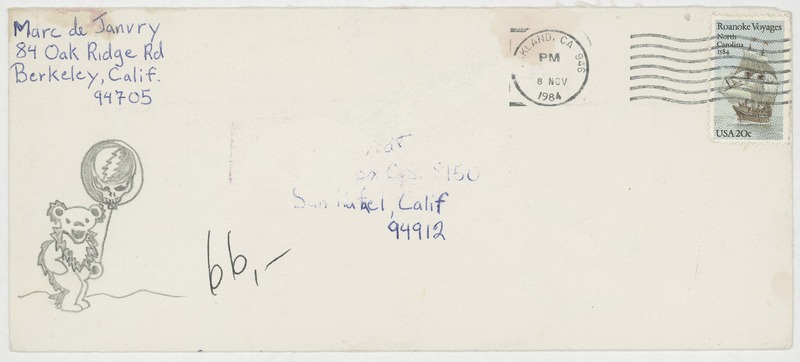 Marc de Janvry
84 Oak Ridge Rd
Berkeley, Calif.
94705
KLAND, CA 946
PM
8 NOV
1984
Roanoke Voyages
North
Carolina
1584
USA 20c
8150
San Rafael, Calif
94912
66,-